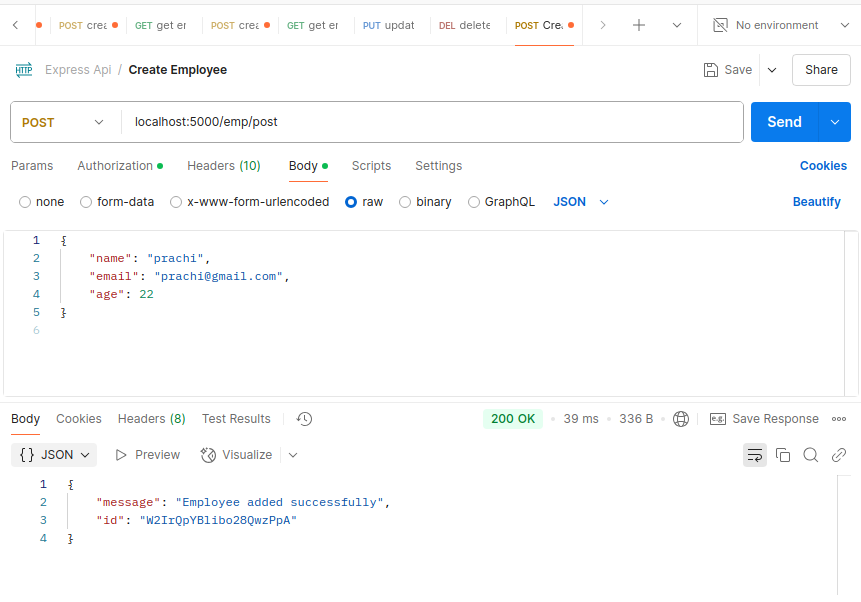 POST crea GET get er POST crea GET get er PUT updat DEL delete POST Cre. No environment
HTTP Express Api / Create Employee Save Share
POST localhost:5000/emp/post Send
Params Authorization Headers (10) Body Scripts Settings Cookies
none form-data x-www-form-urlencoded raw binary GraphQL JSON Beautify
1 {
2 "name": "prachi",
3 "email": "prachi@gmail.com",
4 "age": 22
5 }
6
Body Cookies Headers (8) Test Results 200 OK • 39 ms • 336 B • e.g. Save Response
{} JSON Preview Visualize
1 {
2 "message": "Employee added successfully",
3 "id": "W2IrQpYBlibo28QwzPpA"
4 }